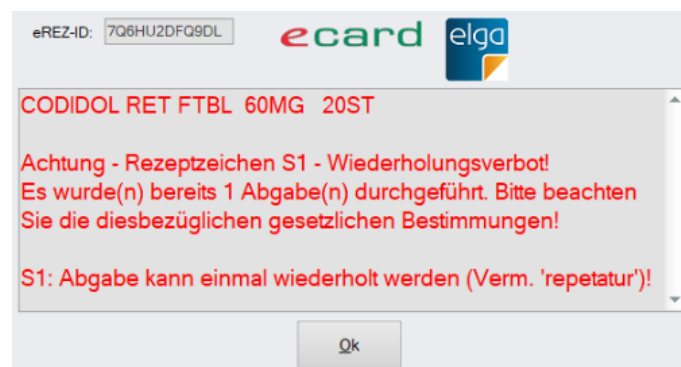 eREZ-ID: 7Q6HU2DFQ9DL ecard elga
CODIDOL RET FTBL 60MG 20ST
Achtung - Rezeptzeichen S1 - Wiederholungsverbot!
Es wurde(n) bereits 1 Abgabe(n) durchgeführt. Bitte beachten
Sie die diesbezüglichen gesetzlichen Bestimmungen!
S1: Abgabe kann einmal wiederholt werden (Verm. 'repetatur')!
Ok